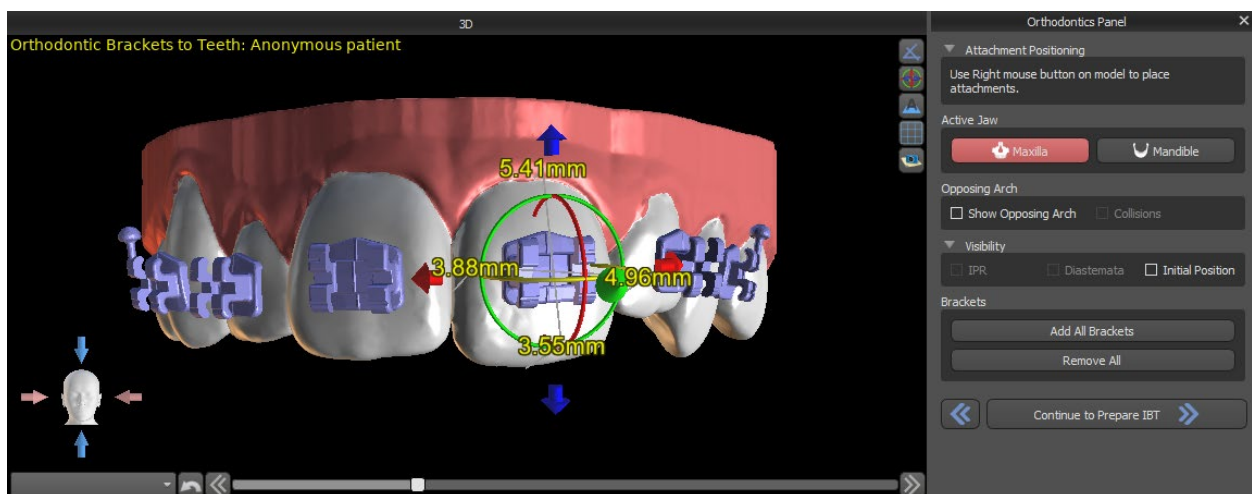 3D
Orthodontic Brackets to Teeth: Anonymous patient
5.41mm
3.88mm
4.96mm
3.55mm
Orthodontics Panel
Attachment Positioning
Use Right mouse button on model to place
attachments.
Active Jaw
Maxilla
Mandible
Opposing Arch
Show Opposing Arch
Collisions
Visibility
IPR
Diastemata
Initial Position
Brackets
Add All Brackets
Remove All
Continue to Prepare IBT